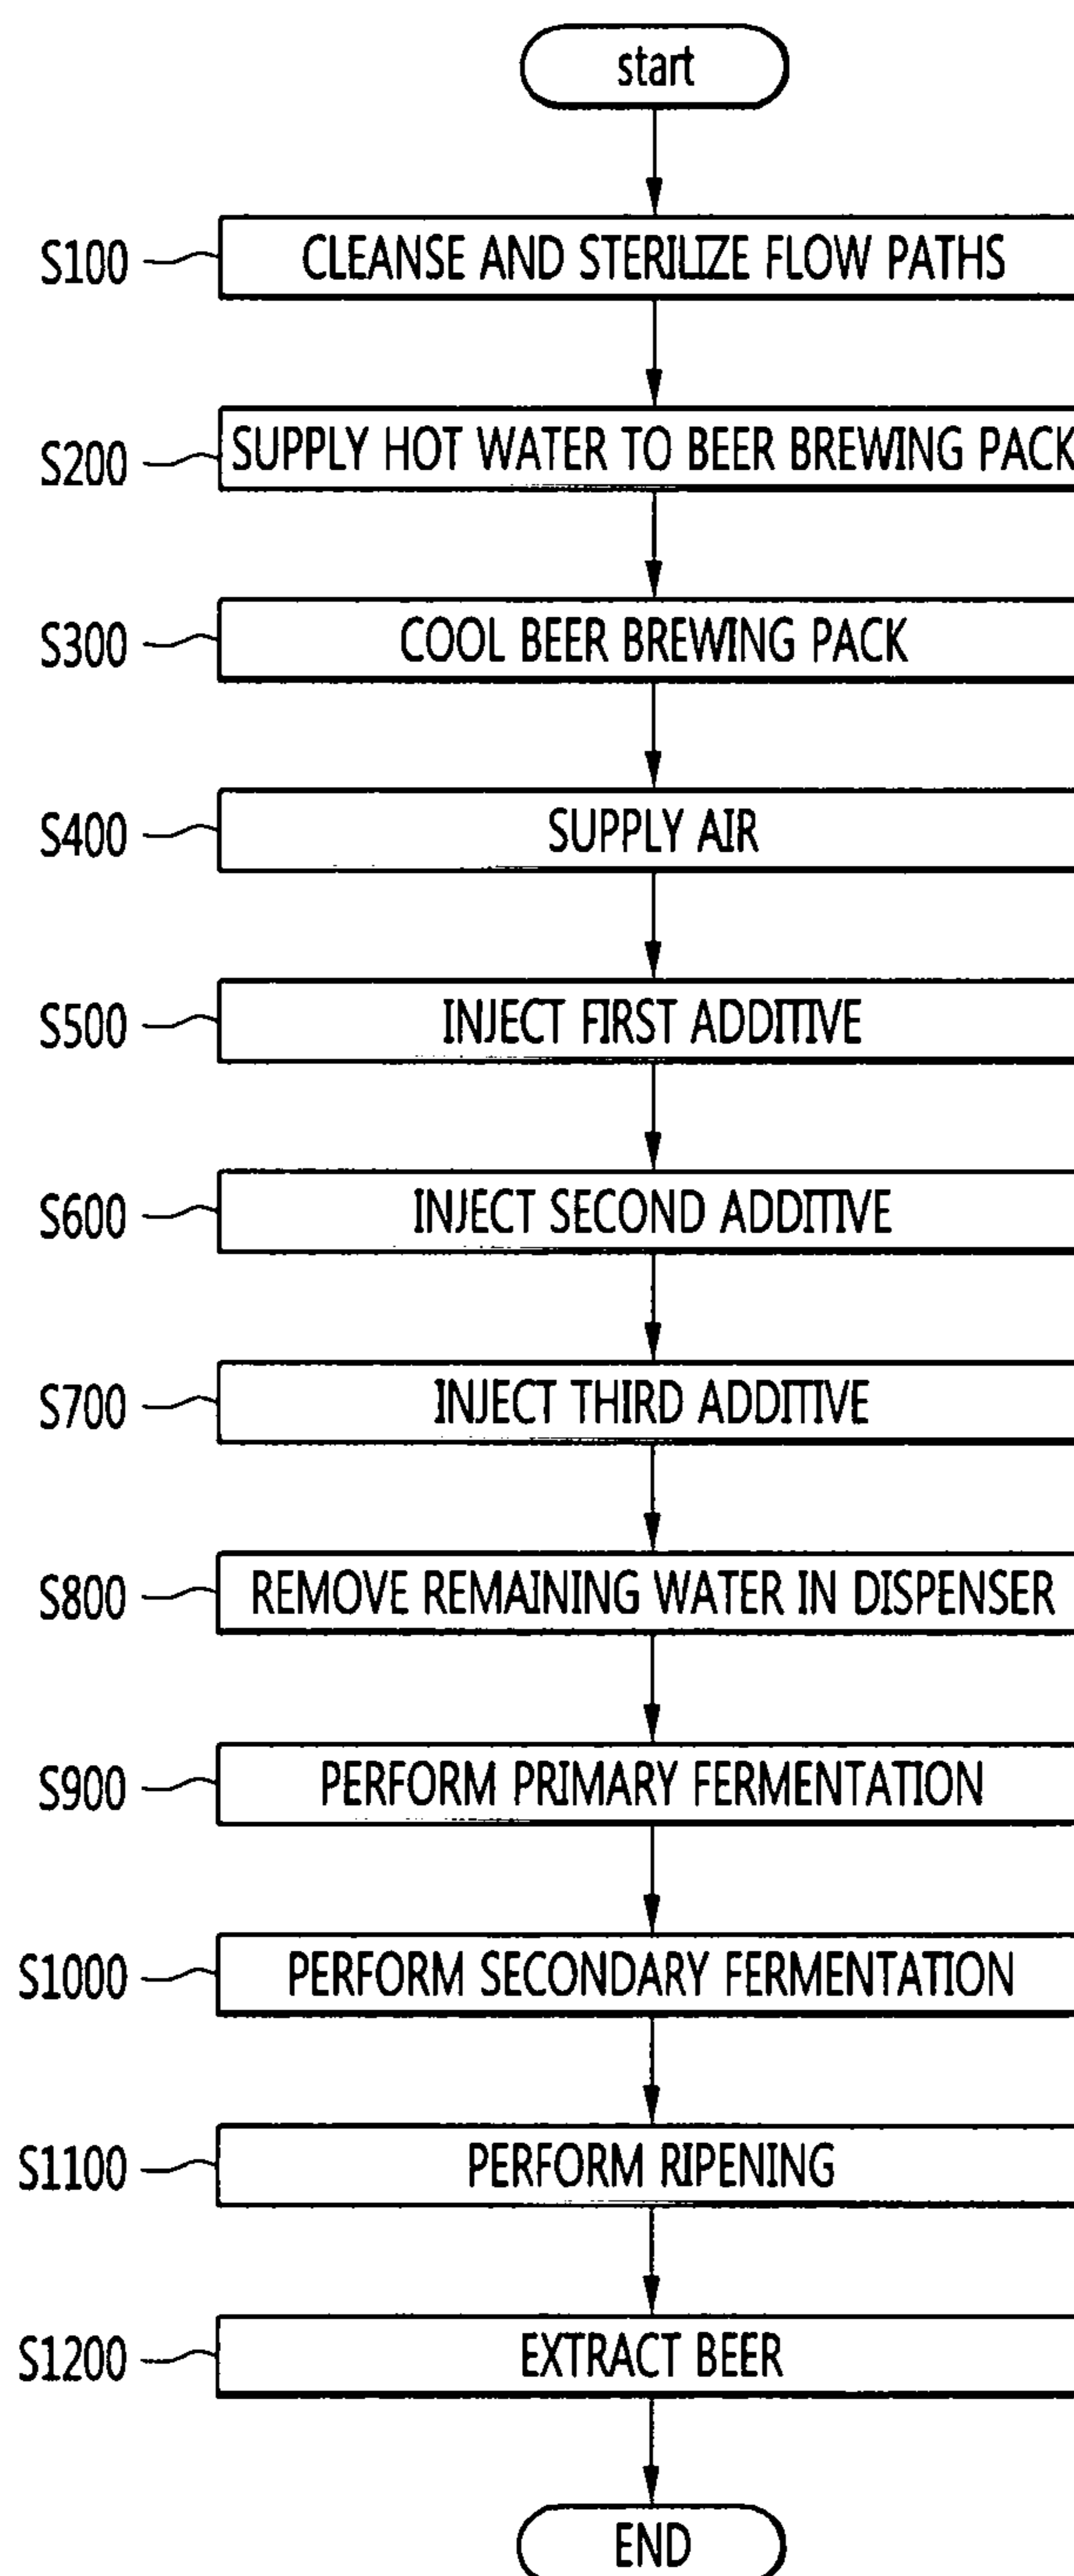 start
S100 CLEANSE AND STERILIZE FLOW PATHS
S200 SUPPLY HOT WATER TO BEER BREWING PACK
S300 COOL BEER BREWING PACK
S400 SUPPLY AIR
S500 INJECT FIRST ADDITIVE
S600 INJECT SECOND ADDITIVE
S700 INJECT THIRD ADDITIVE
S800 REMOVE REMAINING WATER IN DISPENSER
S900 PERFORM PRIMARY FERMENTATION
S1000 PERFORM SECONDARY FERMENTATION
S1100 PERFORM RIPENING
S1200 EXTRACT BEER
END